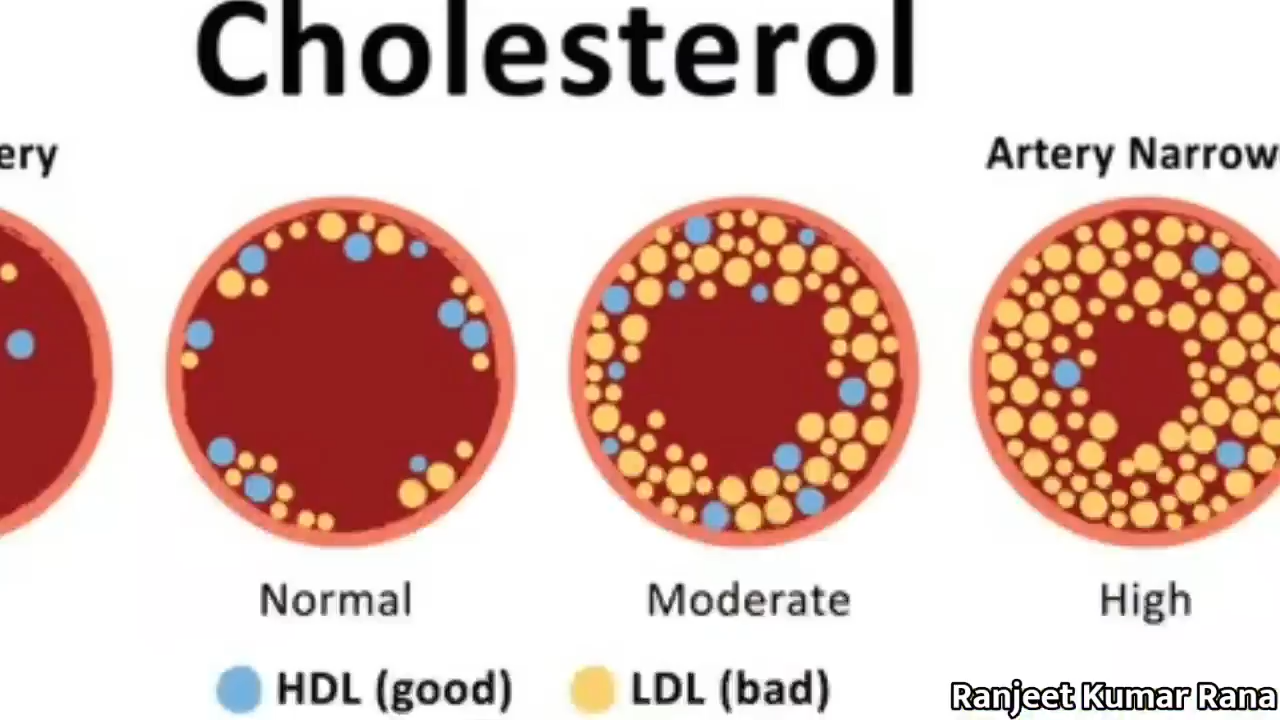 Cholesterol
ery
Artery Narrow
Normal
Moderate
High
HDL (good)
LDL (bad)
Ranjeet Kumar Rana